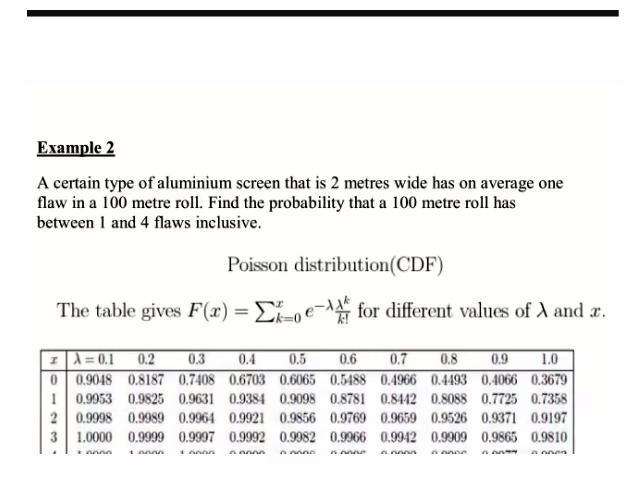 Example 2
A certain type of aluminium screen that is 2 metres wide has on average one
flaw in a 100 metre roll. Find the probability that a 100 metre roll has
between 1 and 4 flaws inclusive.
Poisson distribution(CDF)
The table gives F(x) = ∑ˣₖ₌₀ e^{-λ} λ^k/k! for different values of λ and x.
x λ = 0.1 0.2 0.3 0.4 0.5 0.6 0.7 0.8 0.9 1.0
0 0.9048 0.8187 0.7408 0.6703 0.6065 0.5488 0.4966 0.4493 0.4066 0.3679
1 0.9953 0.9825 0.9631 0.9384 0.9098 0.8781 0.8442 0.8088 0.7725 0.7358
2 0.9998 0.9989 0.9964 0.9921 0.9856 0.9769 0.9659 0.9526 0.9371 0.9197
3 1.0000 0.9999 0.9997 0.9992 0.9982 0.9966 0.9942 0.9909 0.9865 0.9810